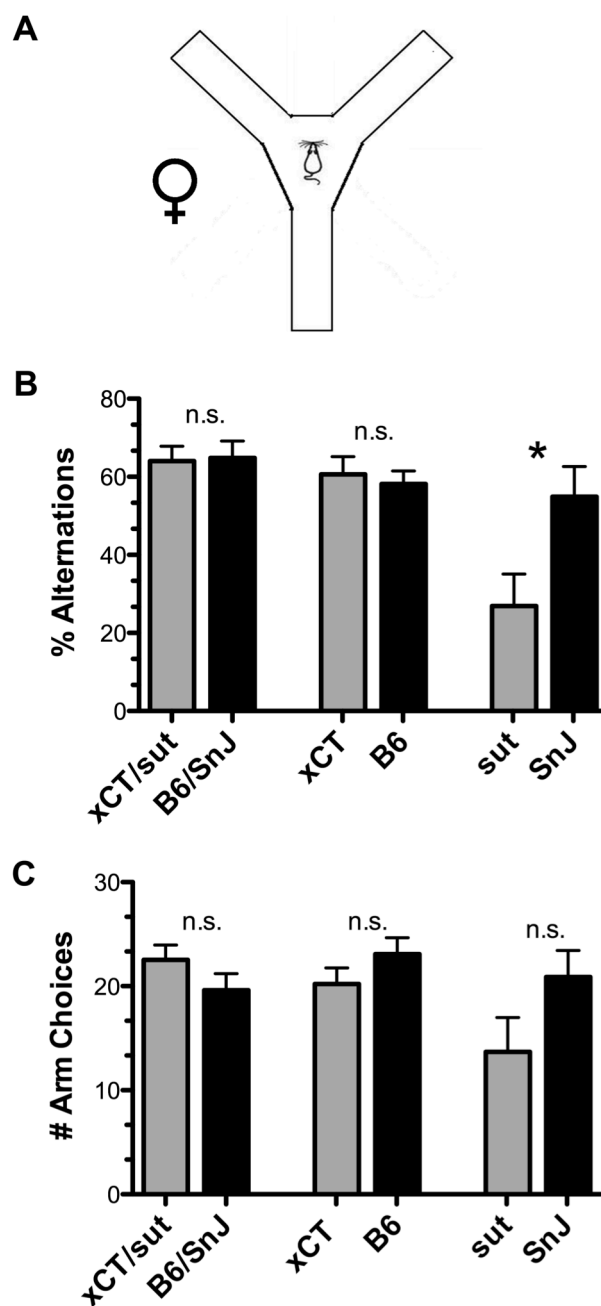 A
♀
B
80
60
40
20
0
% Alternations
n.s.
n.s.
*
xCT/sut
B6/SnJ
xCT
B6
sut
SnJ
C
30
20
10
0
# Arm Choices
n.s.
n.s.
n.s.
xCT/sut
B6/SnJ
xCT
B6
sut
SnJ